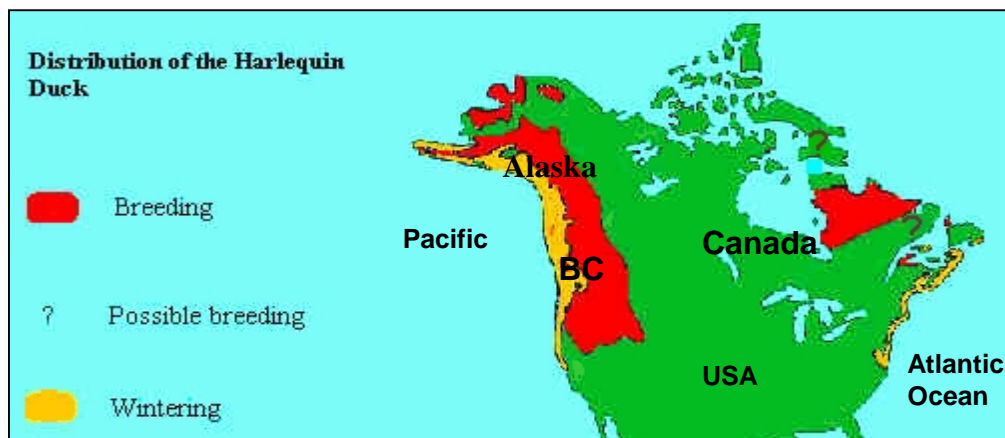 Distribution of the Harlequin
Duck
Breeding
?
Possible breeding
Wintering
Alaska
Pacific
BC
Canada
USA
Atlantic
Ocean
?
?